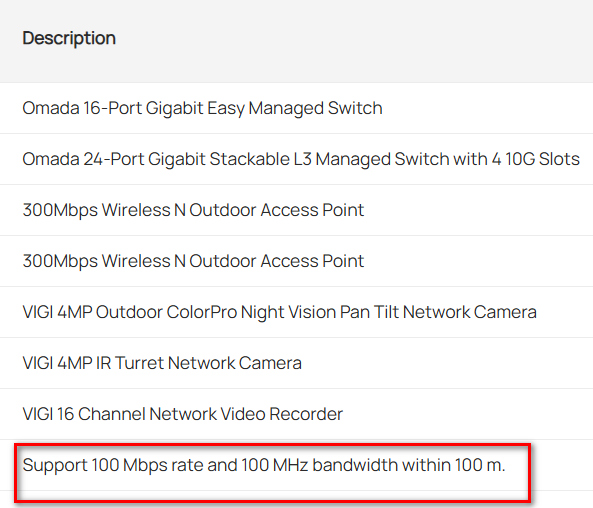 Description
Omada 16-Port Gigabit Easy Managed Switch
Omada 24-Port Gigabit Stackable L3 Managed Switch with 4 10G Slots
300Mbps Wireless N Outdoor Access Point
300Mbps Wireless N Outdoor Access Point
VIGI 4MP Outdoor ColorPro Night Vision Pan Tilt Network Camera
VIGI 4MP IR Turret Network Camera
VIGI 16 Channel Network Video Recorder
Support 100 Mbps rate and 100 MHz bandwidth within 100 m.